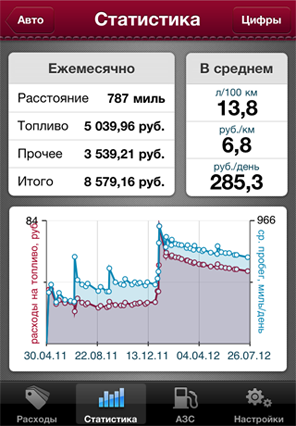 Авто
Статистика
Цифры
Ежемесячно
Расстояние 787 миль
Топливо 5 039,96 руб.
Прочее 3 539,21 руб.
Итого 8 579,16 руб.
В среднем
л/100 км
13,8
руб./км
6,8
руб./день
285,3
84
966
расходы на топливо, руб.
ср. пробег, миль/день
30.04.11 22.08.11 13.12.11 04.04.12 26.07.12
Расходы Статистика АЗС Настройки